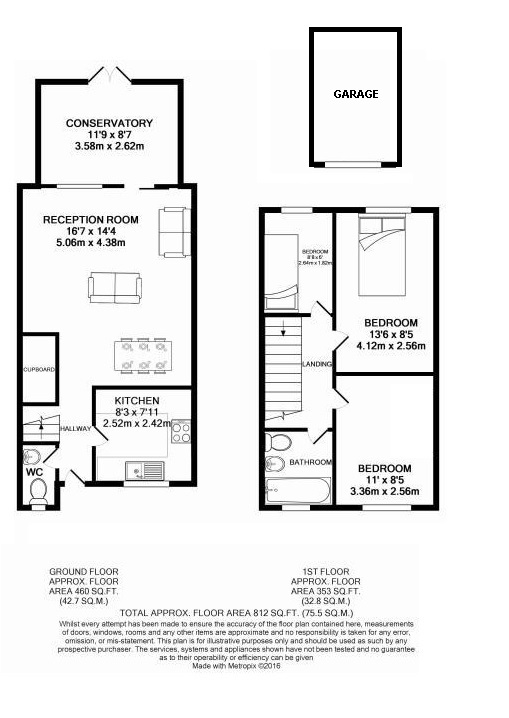 GARAGE
CONSERVATORY
11'9 x 8'7
3.58m x 2.62m
RECEPTION ROOM
16'7 x 14'4
5.06m x 4.38m
CUPBOARD
KITCHEN
8'3 x 7'11
2.52m x 2.42m
HALLWAY
WC
BEDROOM
8'8 x 6'
2.64m x 1.82m
BEDROOM
13'6 x 8'5
4.12m x 2.56m
LANDING
BATHROOM
BEDROOM
11' x 8'5
3.36m x 2.56m
GROUND FLOOR
APPROX. FLOOR
AREA 460 SQ.FT.
(42.7 SQ.M.)
1ST FLOOR
APPROX. FLOOR
AREA 353 SQ.FT.
(32.8 SQ.M.)
TOTAL APPROX. FLOOR AREA 812 SQ.FT. (75.5 SQ.M.)
Whilst every attempt has been made to ensure the accuracy of the floor plan contained here, measurements
of doors, windows, rooms and any other items are approximate and no responsibility is taken for any error,
omission, or mis-statement. This plan is for illustrative purposes only and should be used as such by any
prospective purchaser. The services, systems and appliances shown have not been tested and no guarantee
as to their operability or efficiency can be given
Made with Metropix ©2016